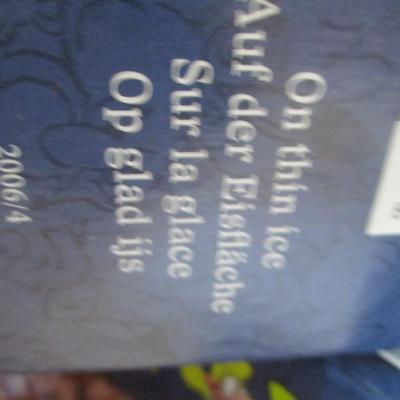 On thin ice
Auf der Eisfläche
Sur la glace
Op glad ijs
2006/4